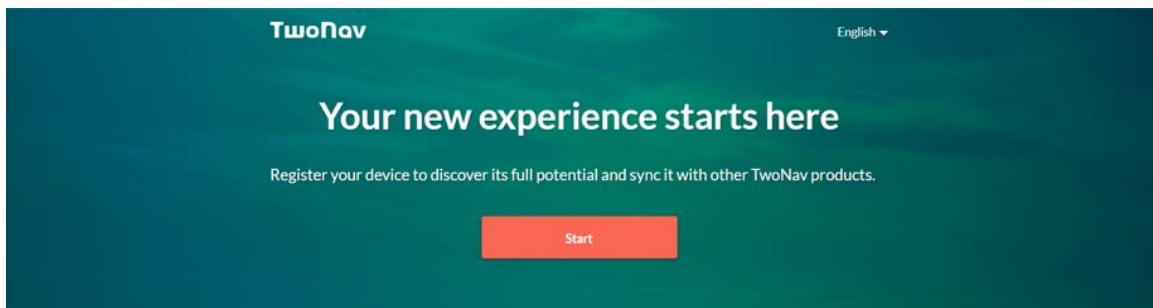 TwoNav
English
Your new experience starts here
Register your device to discover its full potential and sync it with other TwoNav products.
Start